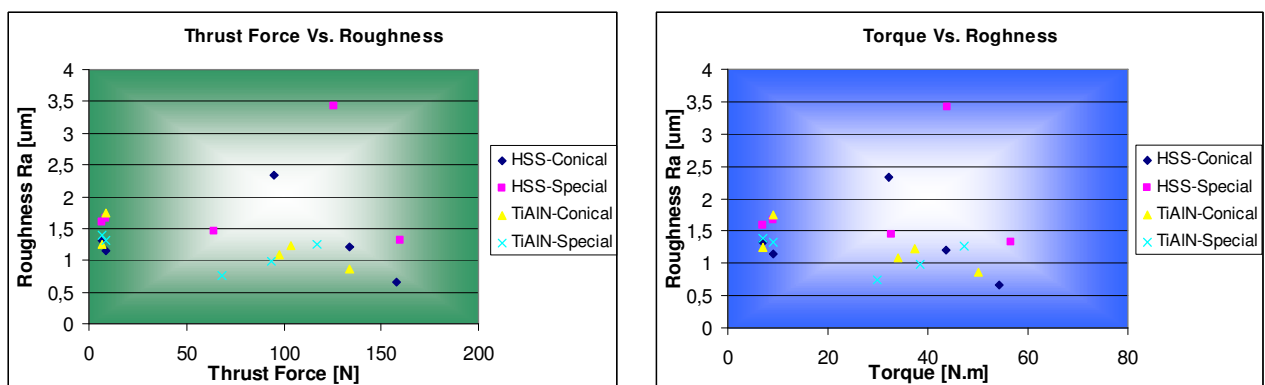 Thrust Force Vs. Roughness
Roughness Ra [um]
4
3,5
3
2,5
2
1,5
1
0,5
0
0 50 100 150 200
Thrust Force [N]
HSS-Conical
HSS-Special
TiAlN-Conical
TiAlN-Special
Torque Vs. Roghness
Roughness Ra [um]
4
3,5
3
2,5
2
1,5
1
0,5
0
0 20 40 60 80
Torque [N.m]
HSS-Conical
HSS-Special
TiAlN-Conical
TiAlN-Special